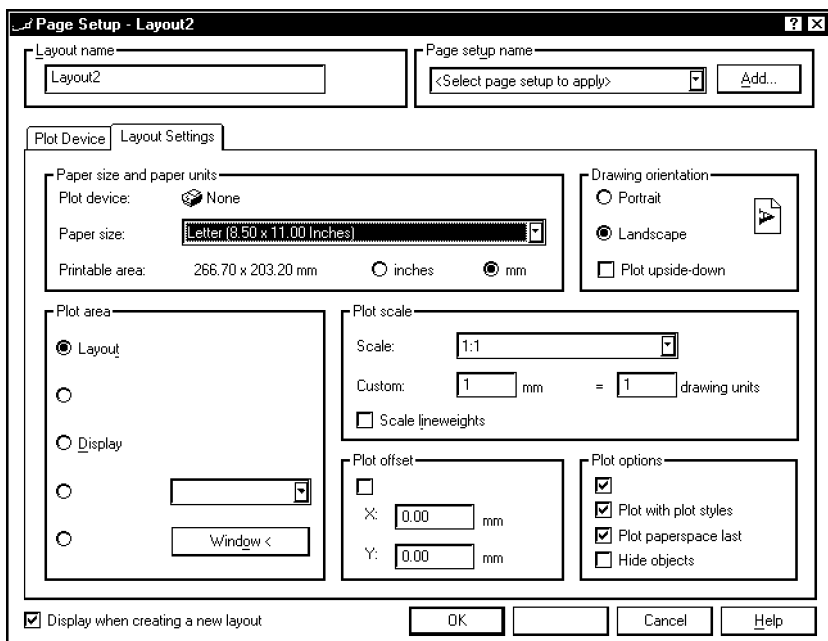 Page Setup - Layout2
Layout name
Layout2
Page setup name
<Select page setup to apply>
Add...
Plot Device
Layout Settings
Paper size and paper units
Plot device:
None
Paper size:
Letter (8.50 x 11.00 Inches)
Printable area:
266.70 x 203.20 mm
inches
mm
Drawing orientation
Portrait
Landscape
Plot upside-down
A
Plot area
Layout
Display
Window <
Plot scale
Scale:
1:1
Custom:
1
mm
=
1
drawing units
Scale lineweights
Plot offset
X:
0.00
mm
Y:
0.00
mm
Plot options
Plot with plot styles
Plot paperspace last
Hide objects
Display when creating a new layout
OK
Cancel
Help